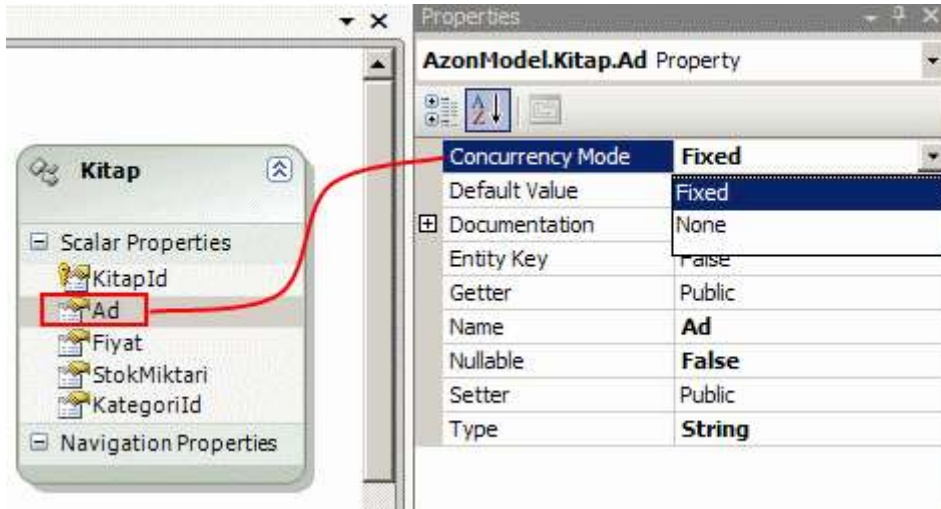 Properties
AzonModel.Kitap.Ad Property
Kitap
Scalar Properties
KitapId
Ad
Fiyat
StokMiktari
KategoriId
Navigation Properties
Concurrency Mode Fixed
Default Value Fixed
Documentation None
Entity Key False
Getter Public
Name Ad
Nullable False
Setter Public
Type String